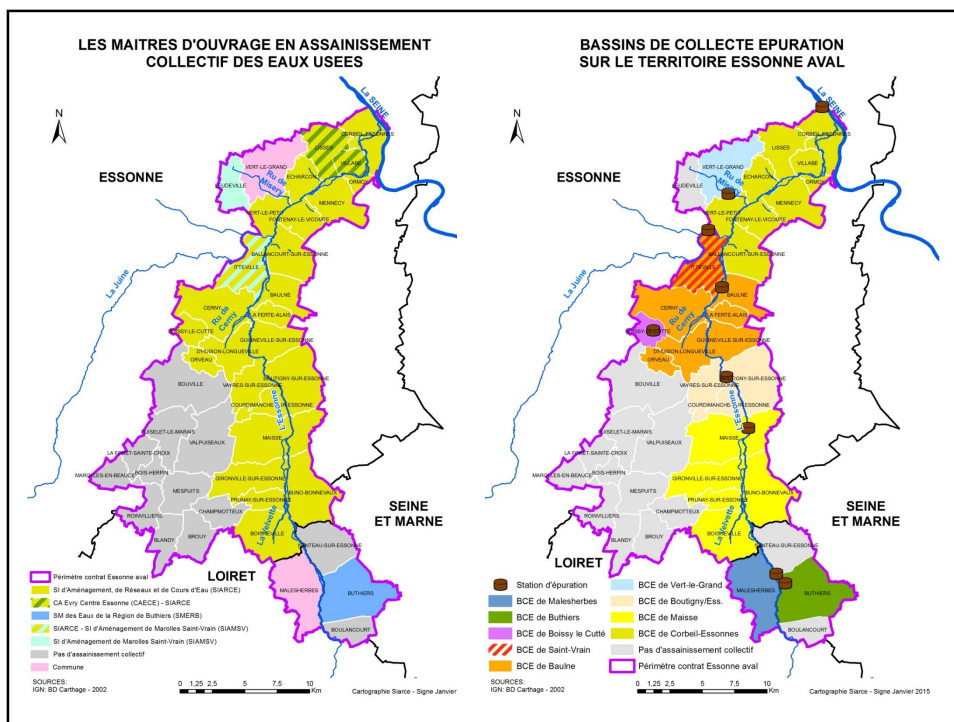 LES MAITRES D'OUVRAGE EN ASSAINISSEMENT
COLLECTIF DES EAUX USEES
N
La SEINE
CORBEIL-ESSONNES
LISSES
VERT-LE-GRAND
VILLABE
ESSONNE
Ru de
Misery
ECHARCON
ORMOY
LEUDEVILLE
MENNECY
VERT-LE-PETIT
FONTENAY-LE-VICOMTE
BALLANCOURT-SUR-ESSONNE
ITTEVILLE
La Juine
BAULNE
CERNY
Ru de
Cerny
LA FERTE-ALAIS
BOISSY-LE-CUTTE
GUIGNEVILLE-SUR-ESSONNE
D'HUISON-LONGUEVILLE
ORVEAU
BOUVILLE
BOUTIGNY-SUR-ESSONNE
VAYRES-SUR-ESSONNE
COURDIMANCHE-SUR-ESSONNE
L'Essonne
PUISELET-LE-MARAIS
MAISSE
VALPUISEAUX
LA FORET-SAINTE-CROIX
MAROLLES-EN-BEAUCE
BOIS-HERPIN
GIRONVILLE-SUR-ESSONNE
MESPUITS
BUNO-BONNEVAUX
PRUNAY-SUR-ESSONNE
ROINVILLIERS
CHAMPMOTTEUX
SEINE
ET MARNE
BLANDY
BROUY
BOIGNEVILLE
La Velvette
NANTEAU-SUR-ESSONNE
LOIRET
MALESHERBES
BUTHIERS
BOULANCOURT
Périmètre contrat Essonne aval
SI d'Aménagement, de Réseaux et de Cours d'Eau (SIARCE)
CA Evry Centre Essonne (CAECE) - SIARCE
SM des Eaux de la Région de Buthiers (SMERB)
SIARCE - SI d'Aménagement de Marolles Saint-Vrain (SIAMSV)
SI d'Aménagement de Marolles Saint-Vrain (SIAMSV)
Pas d'assainissement collectif
Commune
SOURCES:
IGN: BD Carthage - 2002
0 1,25 2,5 5 7,5 10
Km
Cartographie Siarce - Signe Janvier
BASSINS DE COLLECTE EPURATION
SUR LE TERRITOIRE ESSONNE AVAL
N
La SEINE
CORBEIL-ESSONNES
LISSES
VERT-LE-GRAND
VILLABE
ESSONNE
Ru de
Misery
ECHARCON
ORMOY
LEUDEVILLE
MENNECY
VERT-LE-PETIT
FONTENAY-LE-VICOMTE
BALLANCOURT-SUR-ESSONNE
ITTEVILLE
La Juine
BAULNE
CERNY
Ru de
Cerny
LA FERTE-ALAIS
BOISSY-LE-CUTTE
GUIGNEVILLE-SUR-ESSONNE
D'HUISON-LONGUEVILLE
ORVEAU
BOUVILLE
BOUTIGNY-SUR-ESSONNE
VAYRES-SUR-ESSONNE
COURDIMANCHE-SUR-ESSONNE
L'Essonne
PUISELET-LE-MARAIS
MAISSE
VALPUISEAUX
LA FORET-SAINTE-CROIX
MAROLLES-EN-BEAUCE
BOIS-HERPIN
GIRONVILLE-SUR-ESSONNE
MESPUITS
BUNO-BONNEVAUX
PRUNAY-SUR-ESSONNE
ROINVILLIERS
CHAMPMOTTEUX
SEINE
ET MARNE
BLANDY
BROUY
BOIGNEVILLE
La Velvette
NANTEAU-SUR-ESSONNE
LOIRET
MALESHERBES
BUTHIERS
BOULANCOURT
Station d'épuration
BCE de Malesherbes
BCE de Buthiers
BCE de Boissy le Cutté
BCE de Saint-Vrain
BCE de Baulne
BCE de Vert-le-Grand
BCE de Boutigny/Ess.
BCE de Maisse
BCE de Corbeil-Essonnes
Pas d'assainissement collectif
Périmètre contrat Essonne aval
SOURCES:
IGN: BD Carthage - 2002
0 1,25 2,5 5 7,5 10
Km
Cartographie Siarce - Signe Janvier 2015